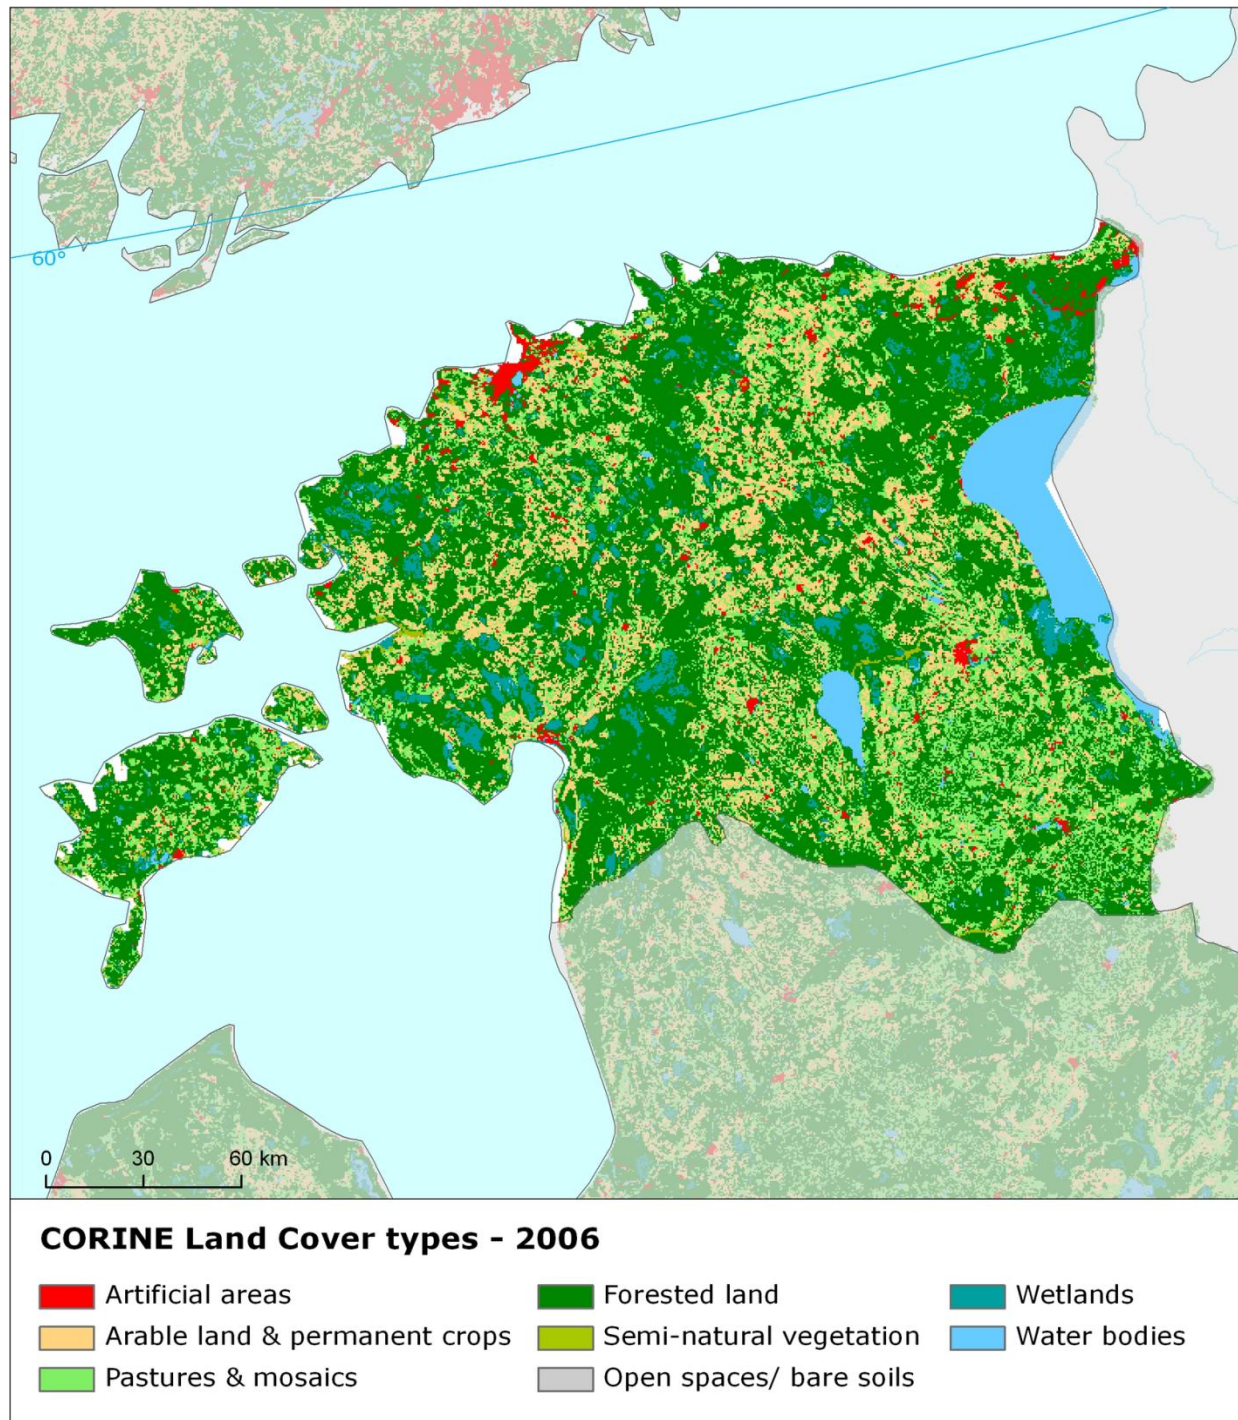 60°
0 30 60 km
CORINE Land Cover types - 2006
Artificial areas Forested land Wetlands
Arable land & permanent crops Semi-natural vegetation Water bodies
Pastures & mosaics Open spaces/ bare soils